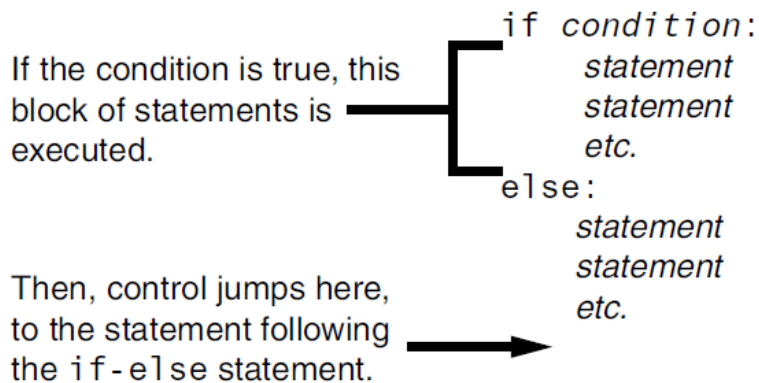 if condition:
If the condition is true, this
statement
block of statements is
statement
executed.
etc.
else:
statement
statement
Then, control jumps here,
etc.
to the statement following
the if-else statement.